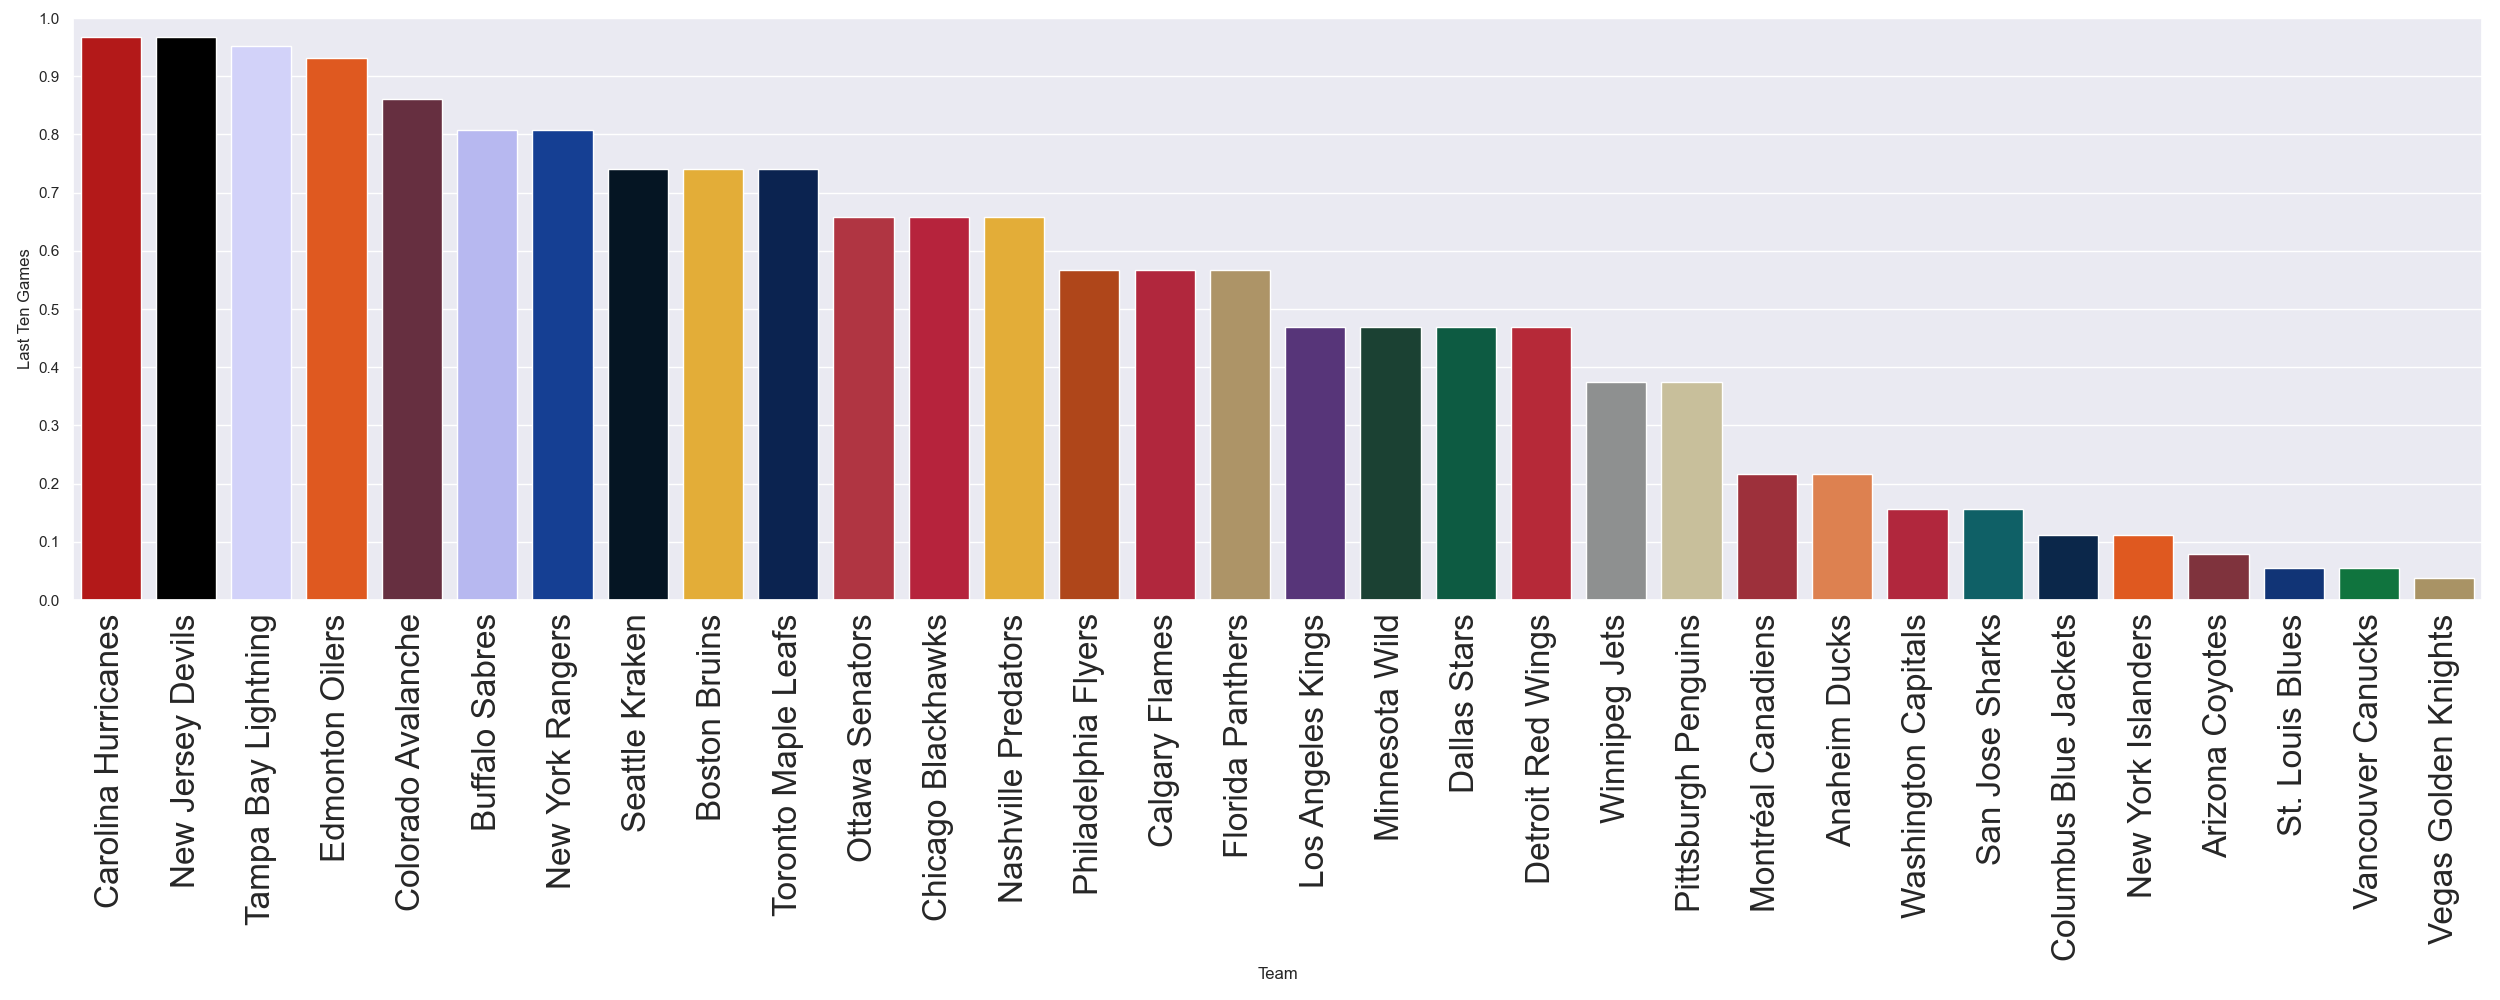 1.0
0.9
0.8
0.7
0.6
0.5
0.4
0.3
0.2
0.1
0.0
Last Ten Games
Carolina Hurricanes
New Jersey Devils
Tampa Bay Lightning
Edmonton Oilers
Colorado Avalanche
Buffalo Sabres
New York Rangers
Seattle Kraken
Boston Bruins
Toronto Maple Leafs
Ottawa Senators
Chicago Blackhawks
Nashville Predators
Philadelphia Flyers
Calgary Flames
Florida Panthers
Los Angeles Kings
Minnesota Wild
Dallas Stars
Detroit Red Wings
Winnipeg Jets
Pittsburgh Penguins
Montréal Canadiens
Anaheim Ducks
Washington Capitals
San Jose Sharks
Columbus Blue Jackets
New York Islanders
Arizona Coyotes
St. Louis Blues
Vancouver Canucks
Vegas Golden Knights
Team